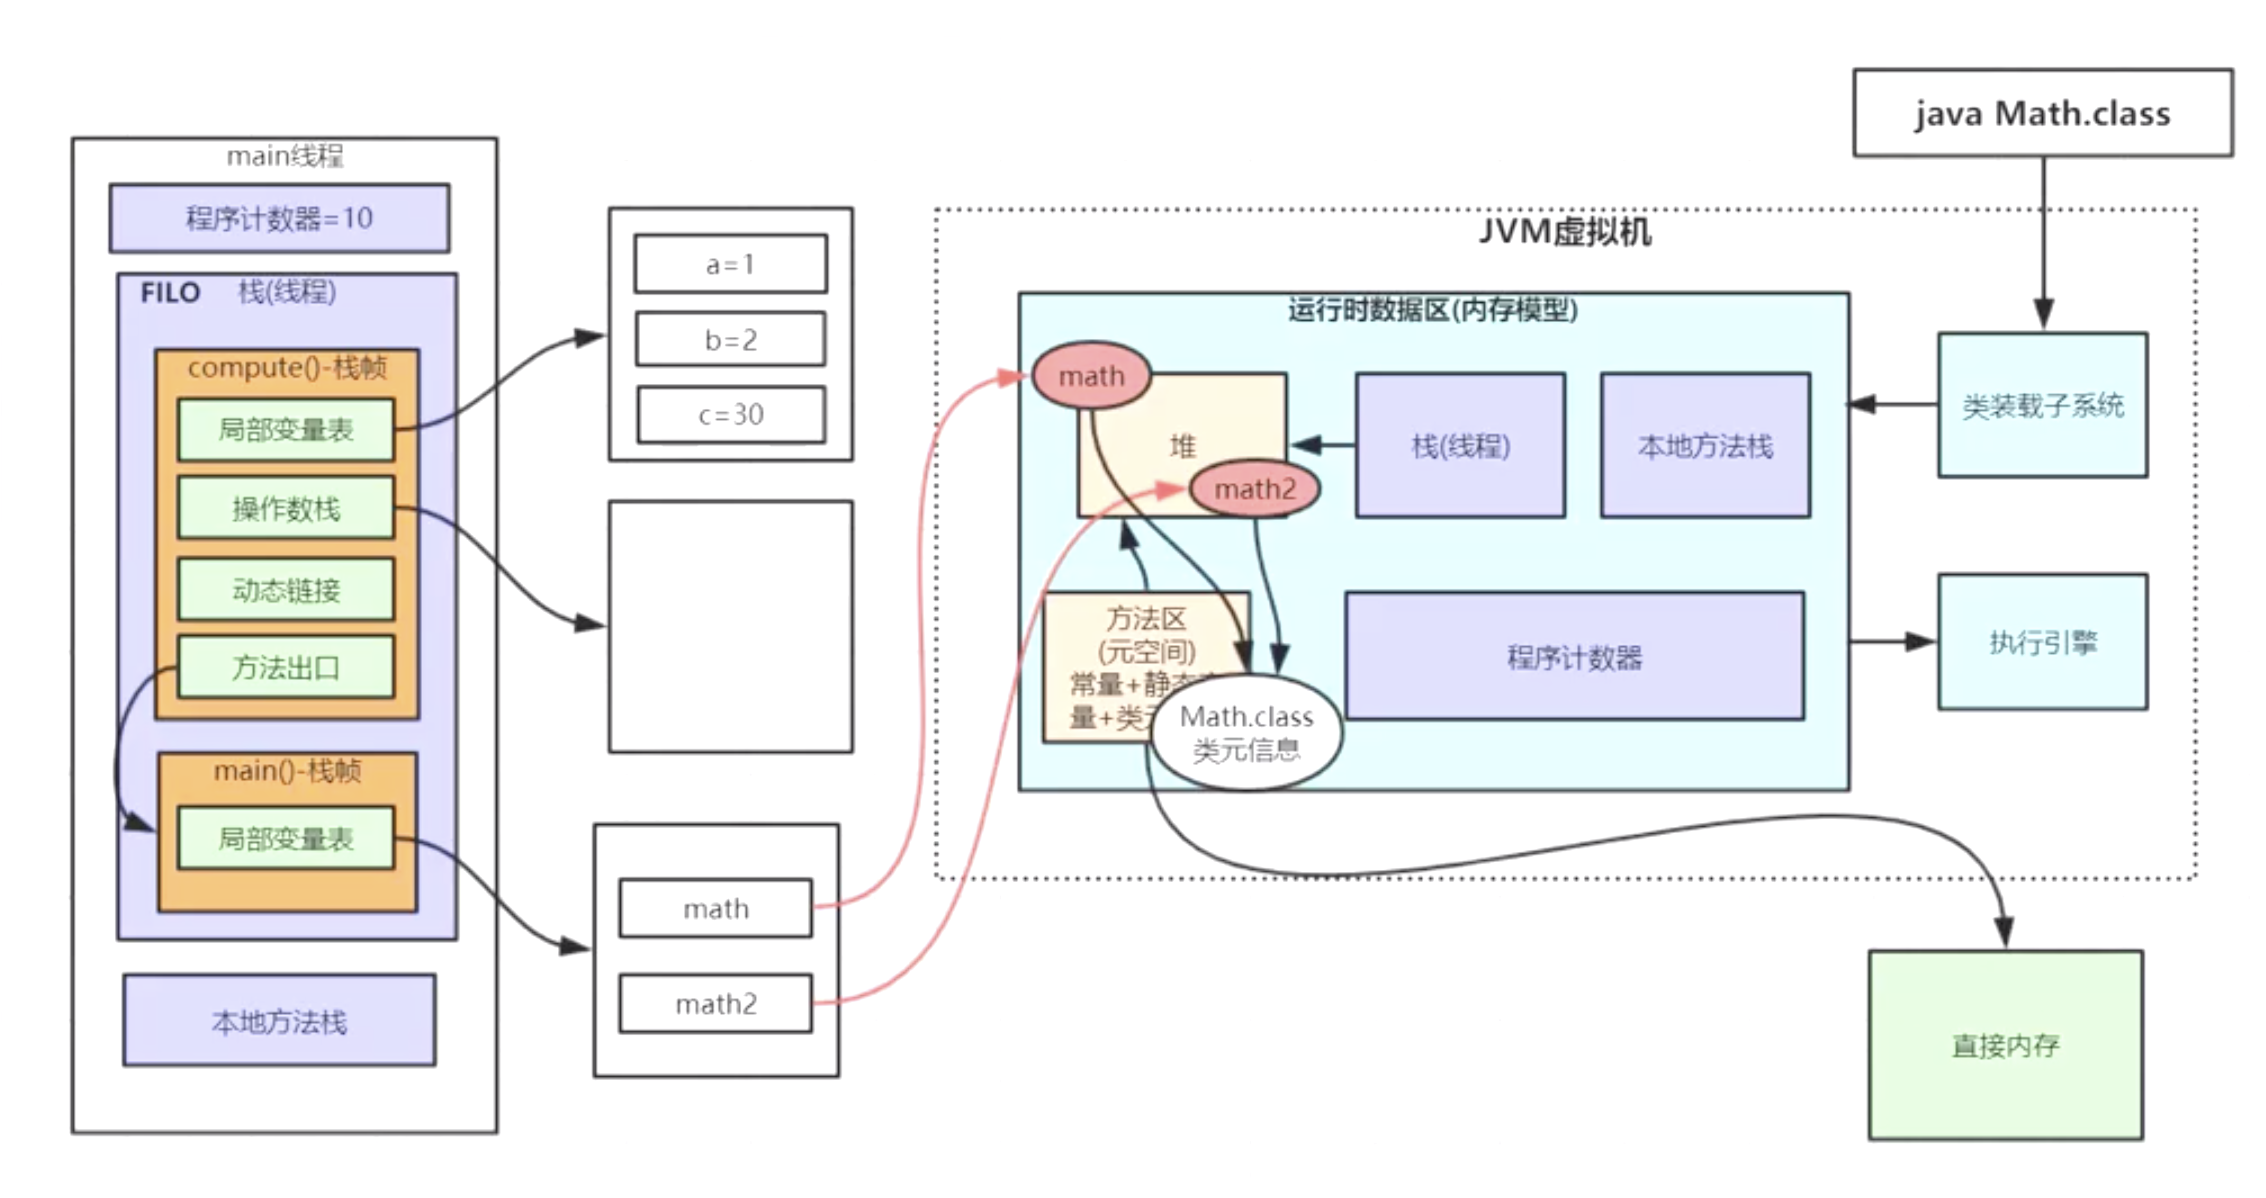 java Math.class
main线程
程序计数器=10
FILO 栈(线程)
compute()-栈帧
局部变量表
操作数栈
动态链接
方法出口
main()-栈帧
局部变量表
本地方法栈
a=1
b=2
c=30
math
math2
JVM虚拟机
运行时数据区(内存模型)
math
堆
math2
栈(线程)
本地方法栈
方法区
(元空间)
常量+静态
量+类
Math.class
类元信息
程序计数器
类装载子系统
执行引擎
直接内存